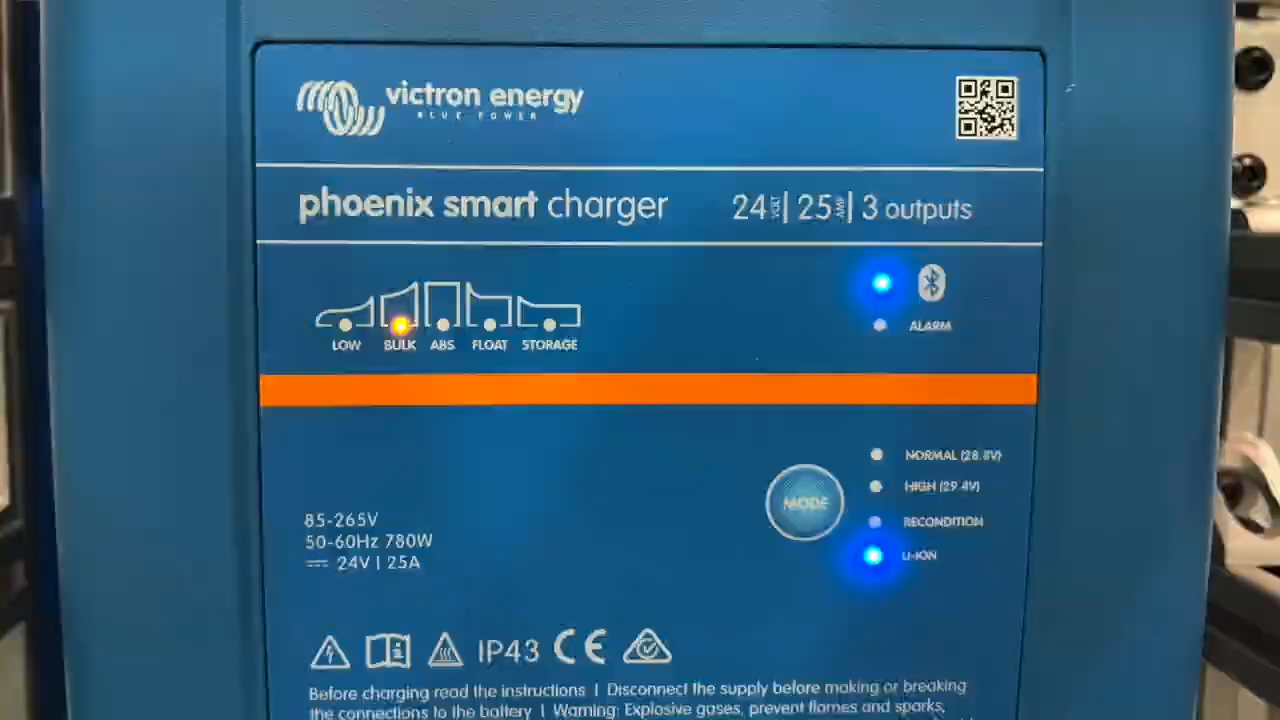 victron energy
BLUE POWER
phoenix smart charger
24 VOLT | 25 AMP | 3 outputs
LOW BULK ABS FLOAT STORAGE
ALARM
NORMAL (28.8V)
HIGH (29.4V)
MODE
RECONDITION
LI-ION
85-265V
50-60Hz 780W
24V | 25A
IP43 CE
Before charging read the instructions | Disconnect the supply before making or breaking
the connections to the battery | Warning: Explosive gases, prevent flames and sparks,